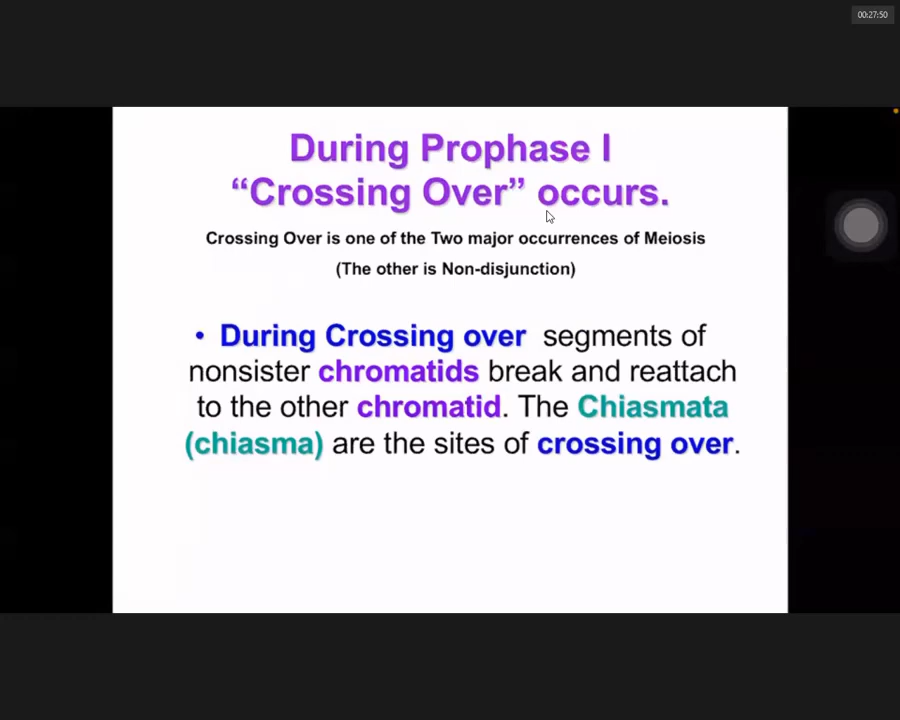 00:27:50
During Prophase I
“Crossing Over” occurs.
Crossing Over is one of the Two major occurrences of Meiosis
(The other is Non-disjunction)
• During Crossing over segments of
nonsister chromatids break and reattach
to the other chromatid. The Chiasmata
(chiasma) are the sites of crossing over.